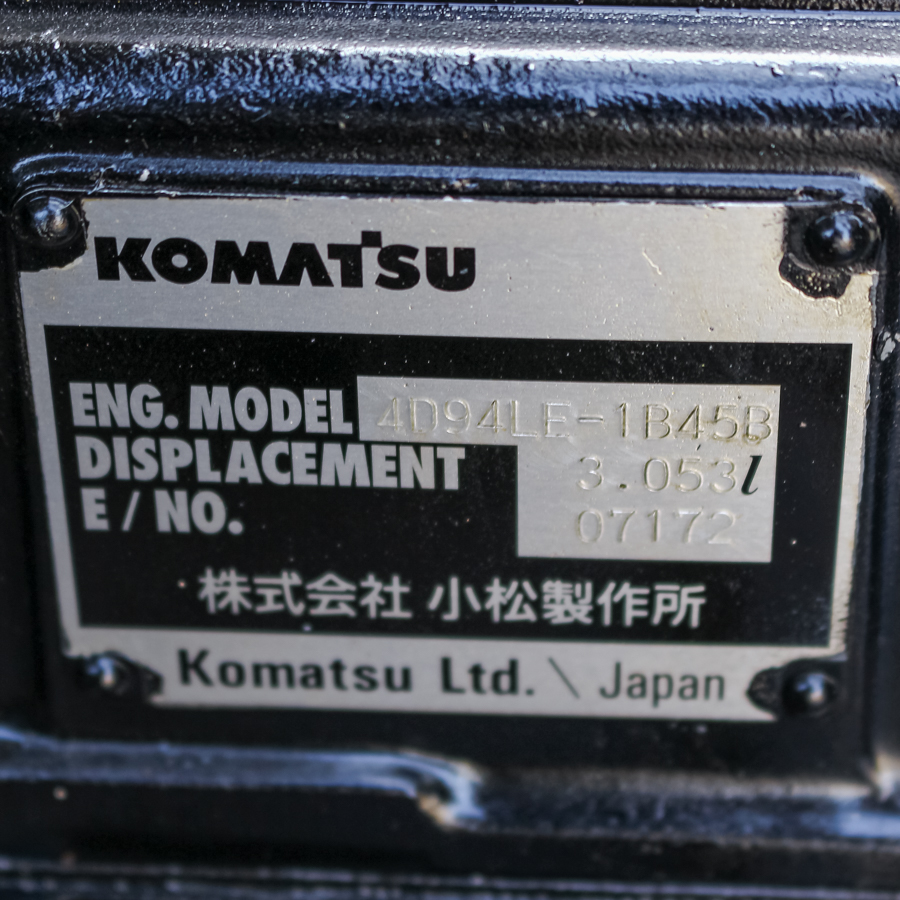 KOMATSU
ENG. MODEL 4D94LE-1B45B
DISPLACEMENT 3.053l
E / NO. 07172
株式会社 小松製作所
Komatsu Ltd. \ Japan